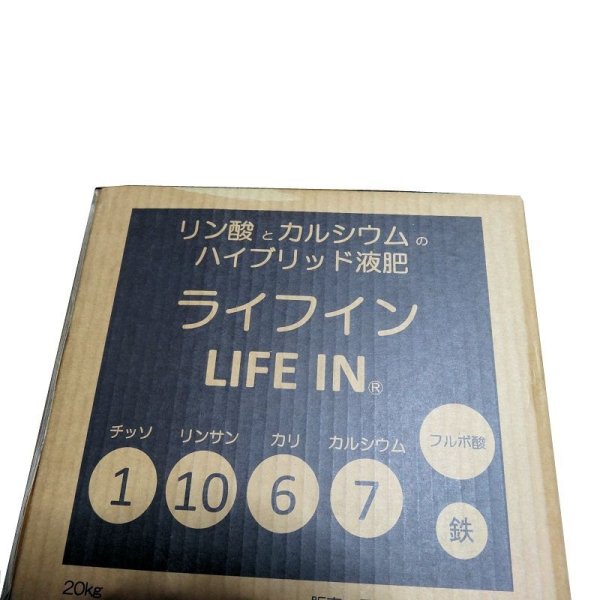 リン酸とカルシウムの
ハイブリッド液肥
ライフイン
LIFE IN®
チッソ リンサン カリ カルシウム フルボ酸
1 10 6 7 鉄
20kg